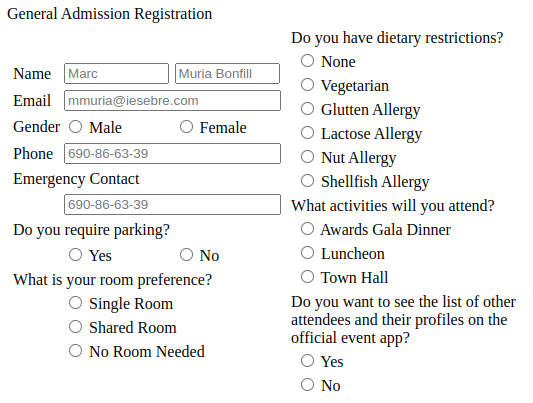 General Admission Registration
Name Marc Muria Bonfill
Email mmuria@iesebre.com
Gender Male Female
Phone 690-86-63-39
Emergency Contact
690-86-63-39
Do you require parking?
Yes No
What is your room preference?
Single Room
Shared Room
No Room Needed
Do you have dietary restrictions?
None
Vegetarian
Glutten Allergy
Lactose Allergy
Nut Allergy
Shellfish Allergy
What activities will you attend?
Awards Gala Dinner
Luncheon
Town Hall
Do you want to see the list of other
attendees and their profiles on the
official event app?
Yes
No